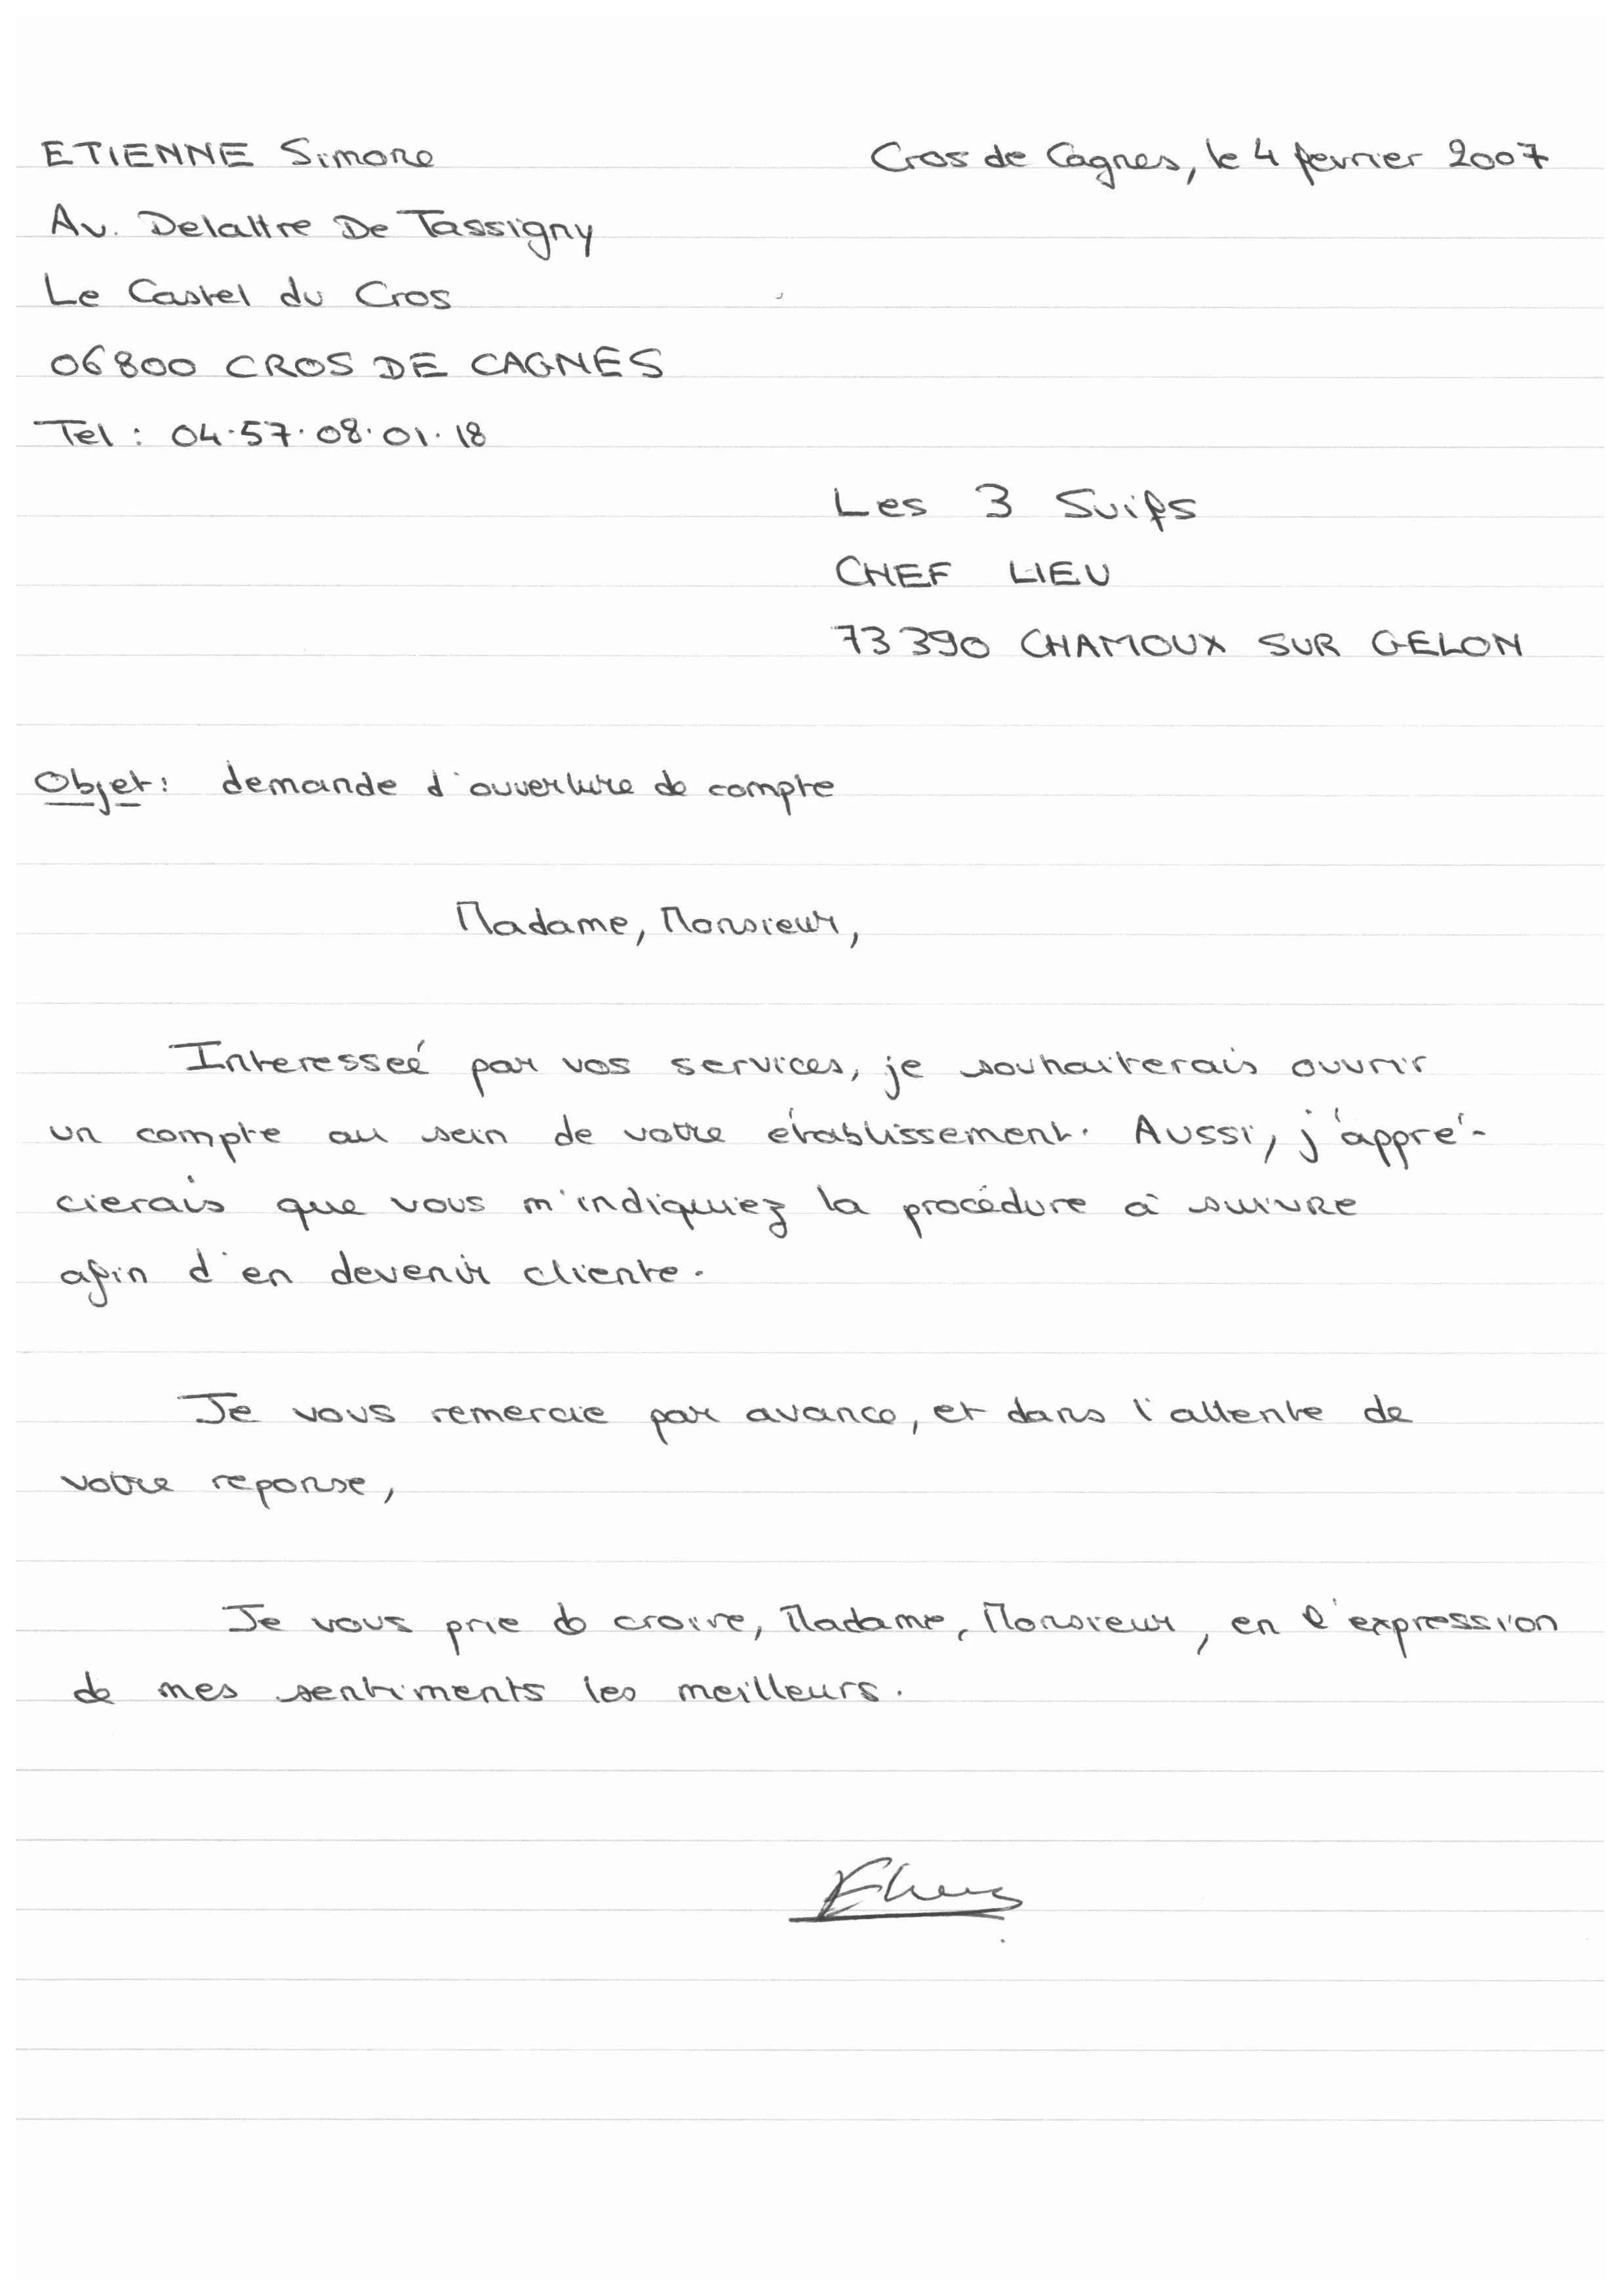 ETIENNE Simone
Cros de Cagnes, le 4 fevrier 2007
Av. Delattre De Tassigny
Le Castel du Cros
06800 CROS DE CAGNES
Tel : 04.57.08.01.18
Les 3 Suifs
CHEF LIEU
73390 CHAMOUX SUR GELON
Objet : demande d'ouverture de compte
Madame, Monsieur,
Interesseé par vos services, je souhaiterais ouvrir
un compte au sein de votre établissement. Aussi, j'appré-
cierais que vous m'indiquiez la procédure à suivre
afin d'en devenir cliente.
Je vous remercie par avance, et dans l'attente de
votre reponse,
Je vous prie de croire, Madame, Monsieur, en l'expression
de mes sentiments les meilleurs.